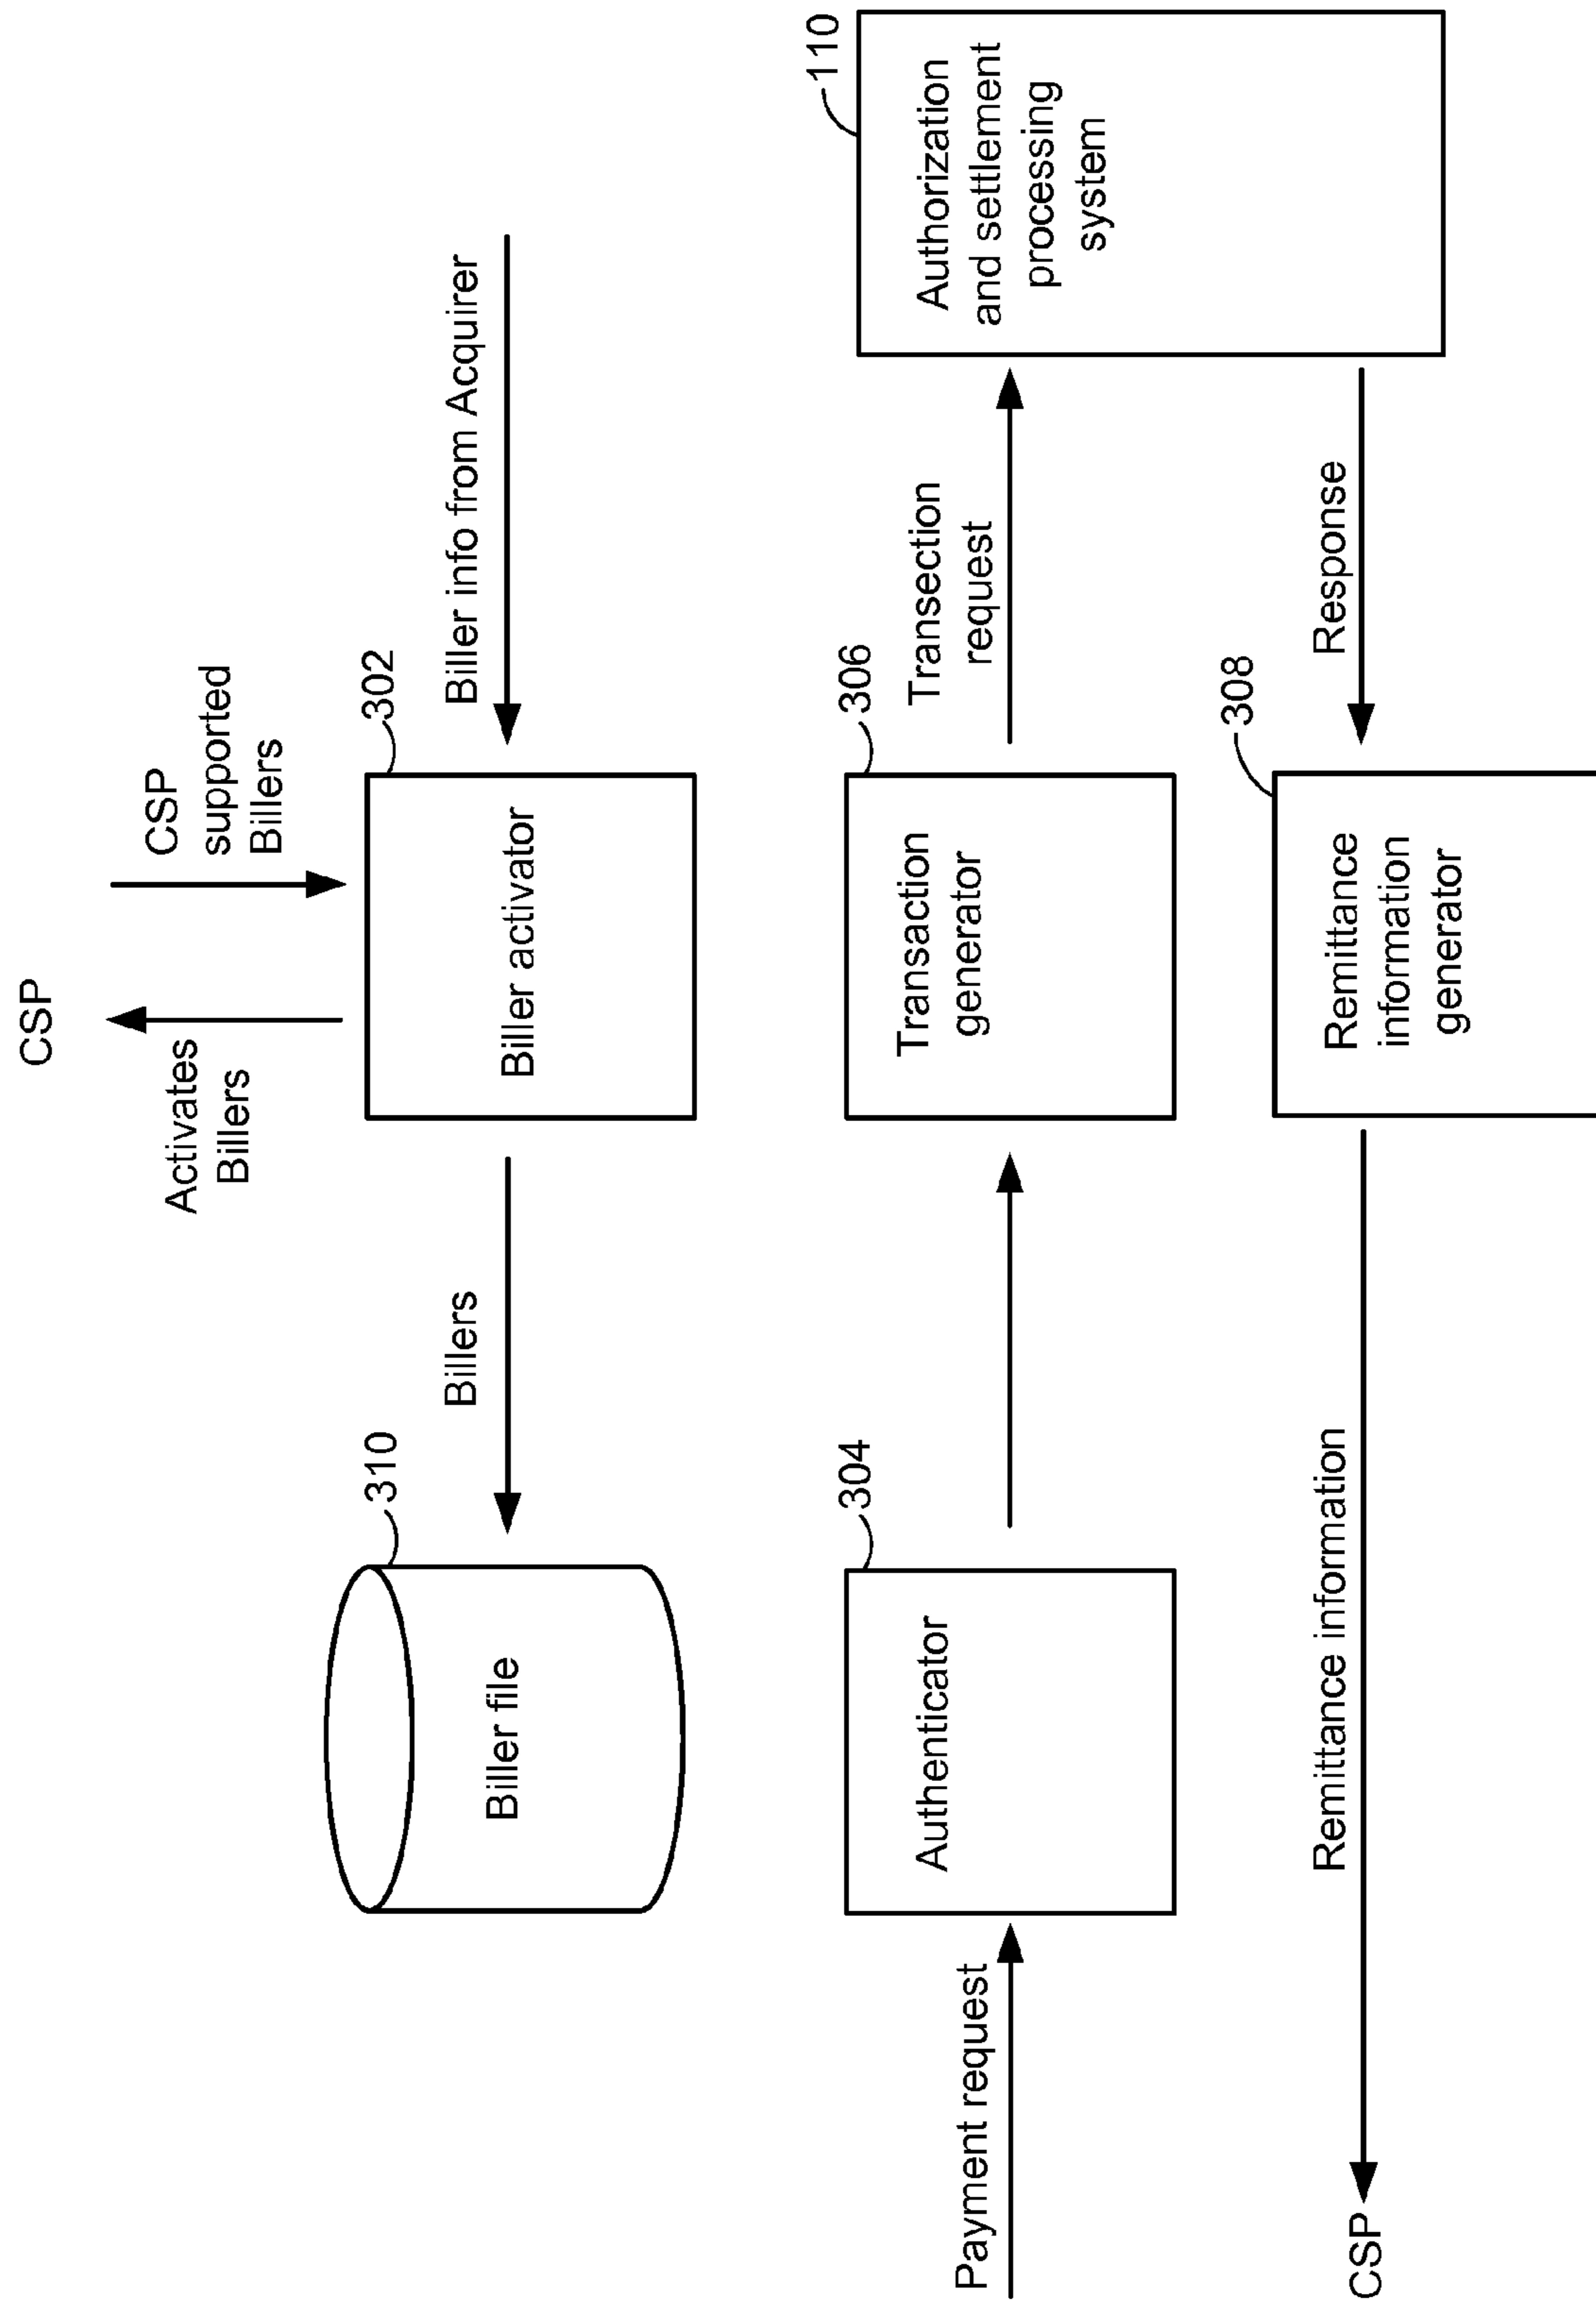 CSP
Activates
Billers
CSP
supported
Billers
310
302
Billers
Biller info from Acquirer
Biller file
Biller activator
304
306
110
Payment request
Authenticator
Transaction
generator
Transection
request
Authorization
and settlement
processing
system
308
Remittance information
Response
CSP
Remittance
information
generator